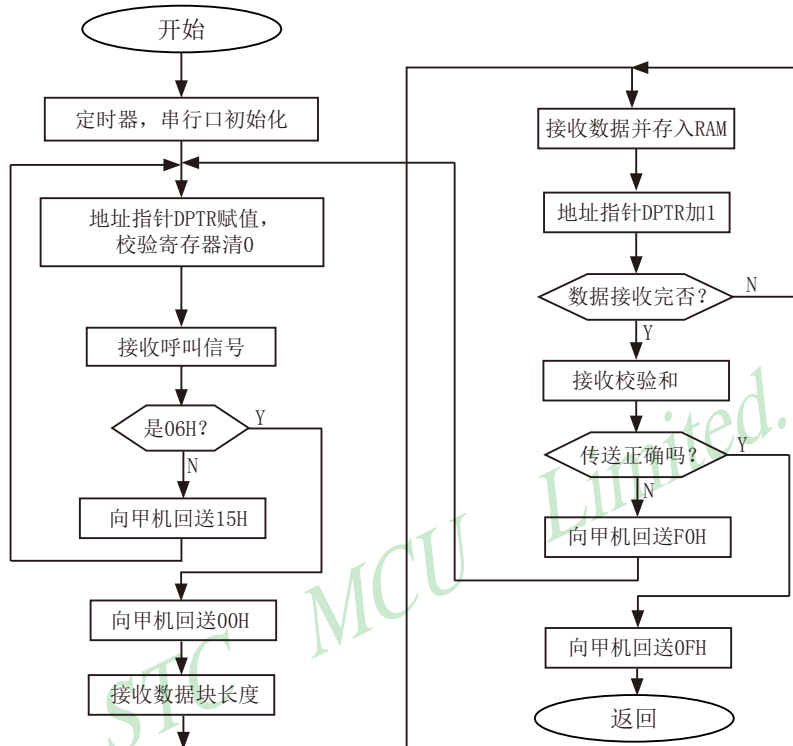 开始
定时器，串行口初始化
地址指针DPTR赋值，
校验寄存器清0
接收呼叫信号
是06H？
Y
N
向甲机回送15H
向甲机回送00H
接收数据块长度
接收数据并存入RAM
地址指针DPTR加1
数据接收完否？
N
Y
接收校验和
传送正确吗？
Y
N
向甲机回送F0H
向甲机回送0FH
返回
STC MCU Limited.